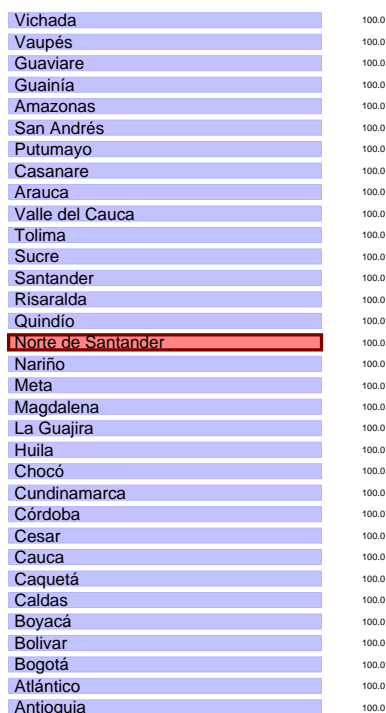 Vichada 100.0
Vaupés 100.0
Guaviare 100.0
Guainía 100.0
Amazonas 100.0
San Andrés 100.0
Putumayo 100.0
Casanare 100.0
Arauca 100.0
Valle del Cauca 100.0
Tolima 100.0
Sucre 100.0
Santander 100.0
Risaralda 100.0
Quindío 100.0
Norte de Santander 100.0
Nariño 100.0
Meta 100.0
Magdalena 100.0
La Guajira 100.0
Huila 100.0
Chocó 100.0
Cundinamarca 100.0
Córdoba 100.0
Cesar 100.0
Cauca 100.0
Caquetá 100.0
Caldas 100.0
Boyacá 100.0
Bolivar 100.0
Bogotá 100.0
Atlántico 100.0
Antioquia 100.0